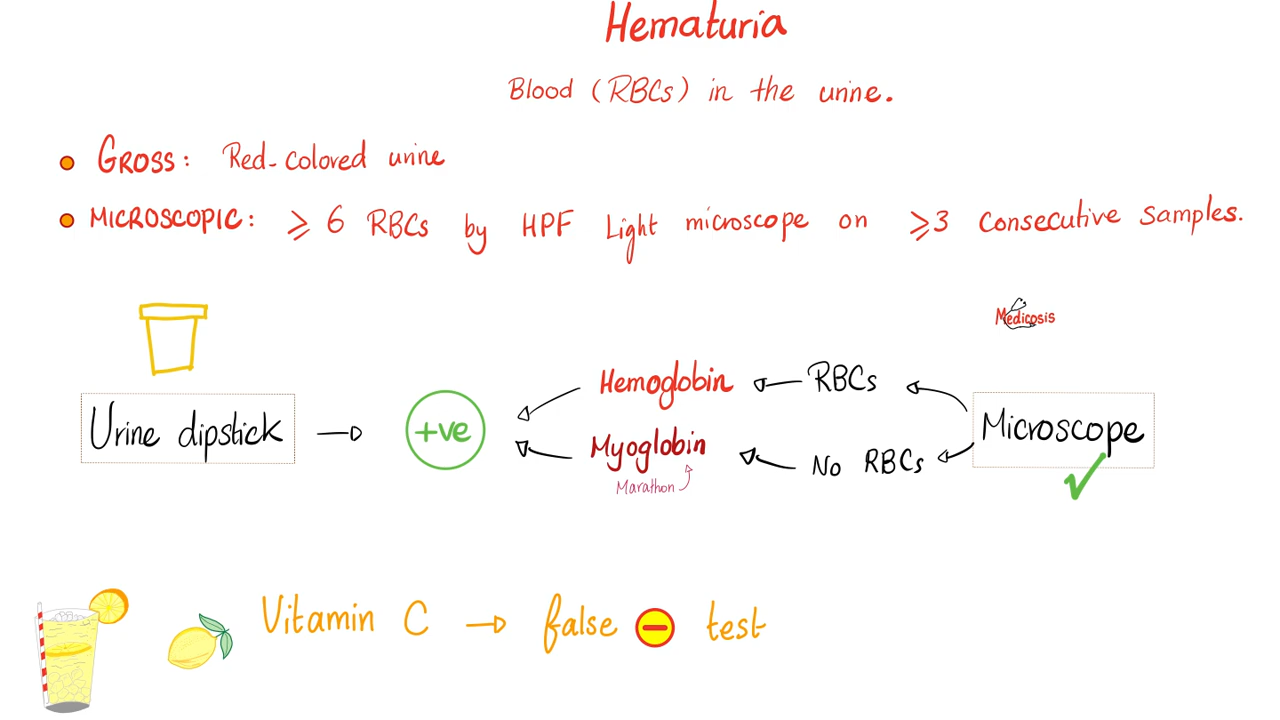 Hematuria
Blood (RBCs) in the urine.
GROSS: Red-colored urine
MICROSCOPIC: ⩾ 6 RBCs by HPF Light microscope on ⩾3 consecutive samples.
Medicosis
Hemoglobin RBCs
Urine dipstick +ve Microscope
Myoglobin No RBCs
Marathon
Vitamin C → false − test